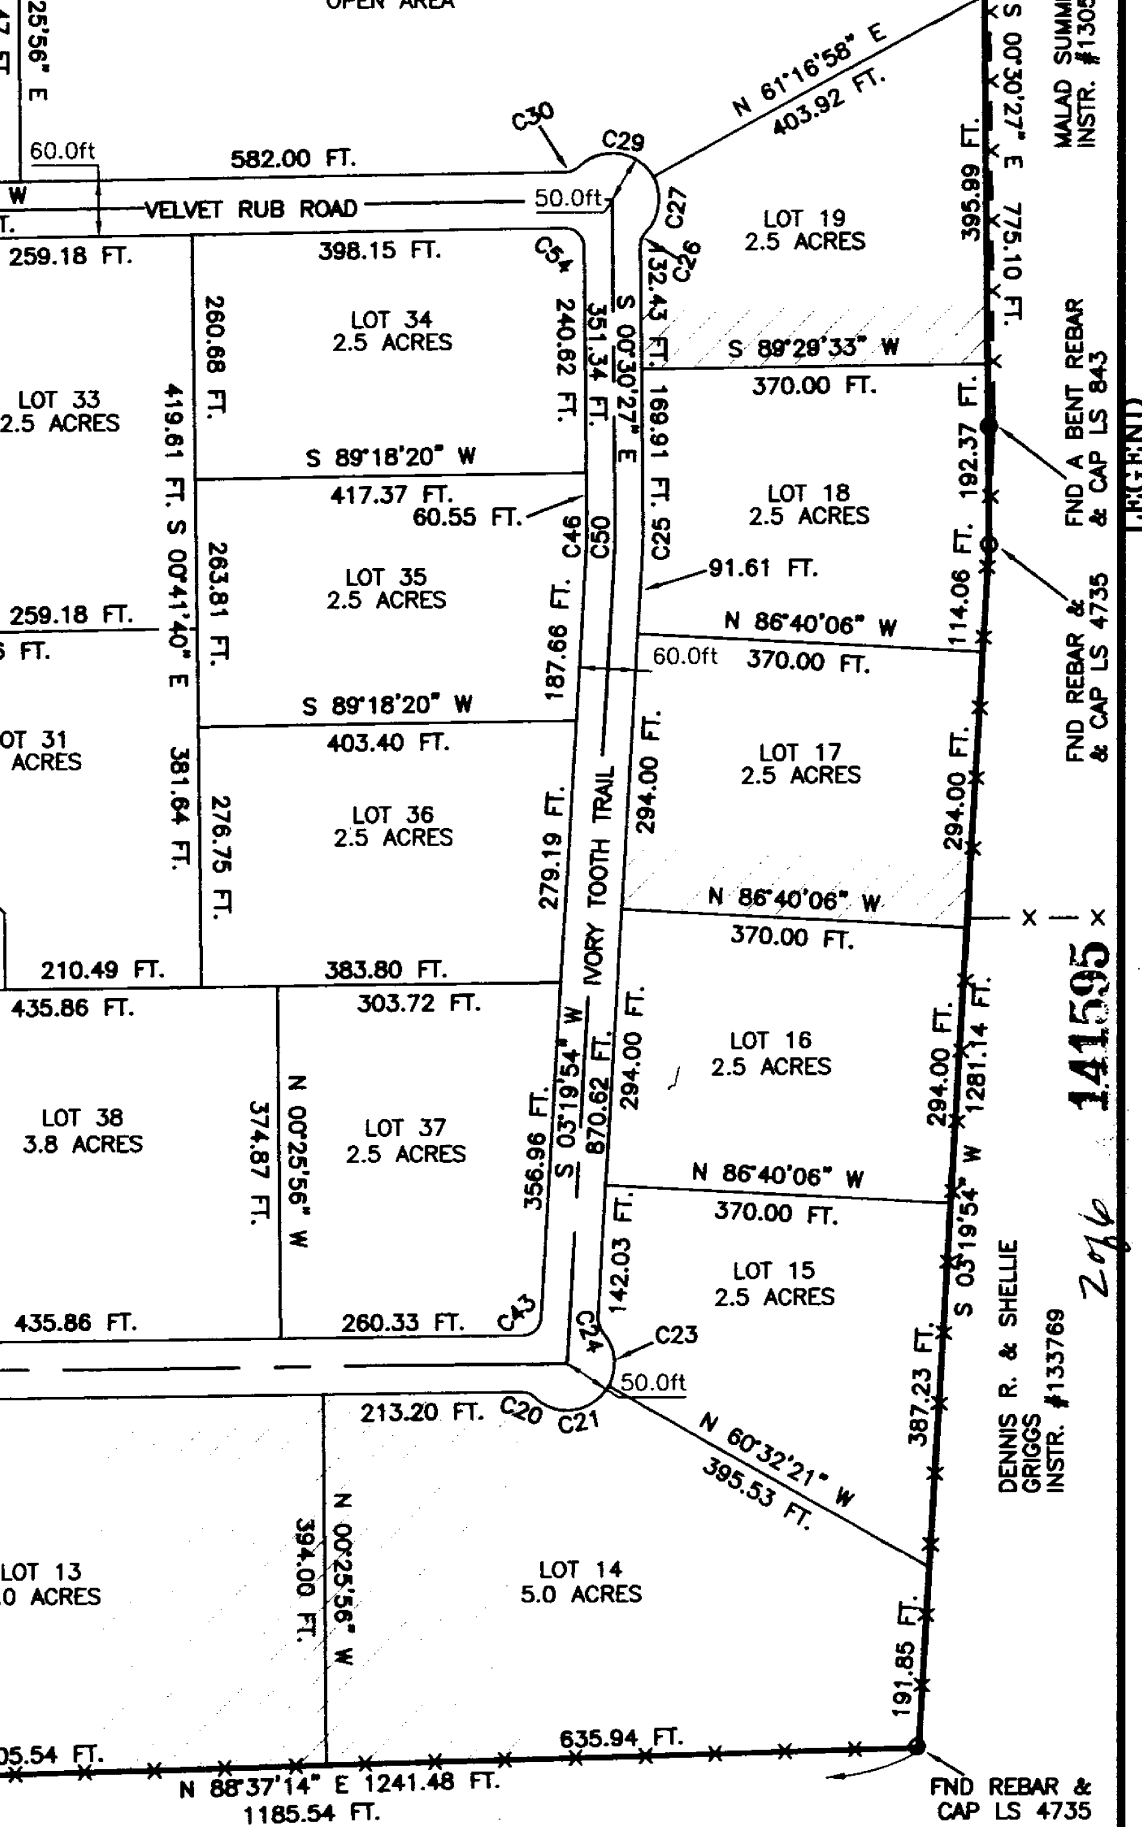 OPEN AREA
25'56" E
47 FT.
N 61°16'58" E
403.92 FT.
S 00°30'27" E 775.10 FT.
395.99 FT.
MALAD SUMMI
INSTR. #1305
C30
C29
60.0ft
582.00 FT.
W
T.
VELVET RUB ROAD
50.0ft
C27
C26
LOT 19
2.5 ACRES
259.18 FT.
398.15 FT.
C54
132.43 FT.
260.68 FT.
LOT 34
2.5 ACRES
240.62 FT.
351.34 FT.
S 00°30'27" E
S 89°29'33" W
370.00 FT.
LOT 33
2.5 ACRES
419.61 FT.
S 00°41'40" E
169.91 FT.
192.37 FT.
FND A BENT REBAR
& CAP LS 843
LEGEND
S 89°18'20" W
417.37 FT.
60.55 FT.
LOT 18
2.5 ACRES
C46
C50
C25
91.61 FT.
114.06 FT.
FND REBAR &
& CAP LS 4735
263.81 FT.
LOT 35
2.5 ACRES
187.66 FT.
259.18 FT.
6 FT.
N 86°40'06" W
60.0ft
370.00 FT.
S 89°18'20" W
403.40 FT.
OT 31
ACRES
381.64 FT.
276.75 FT.
LOT 36
2.5 ACRES
279.19 FT.
IVORY TOOTH TRAIL
294.00 FT.
LOT 17
2.5 ACRES
294.00 FT.
N 86°40'06" W
370.00 FT.
210.49 FT.
383.80 FT.
435.86 FT.
303.72 FT.
S 03°19'54" W
870.62 FT.
294.00 FT.
LOT 16
2.5 ACRES
294.00 FT.
1281.14 FT.
S 03°19'54" W
141595
2 of 6
LOT 38
3.8 ACRES
N 00°25'56" W
374.87 FT.
LOT 37
2.5 ACRES
356.96 FT.
N 86°40'06" W
370.00 FT.
142.03 FT.
LOT 15
2.5 ACRES
DENNIS R. & SHELLIE
GRIGGS
INSTR. #133769
435.86 FT.
260.33 FT.
C43
C24
C23
50.0ft
387.23 FT.
213.20 FT.
C20
C21
N 60°32'21" W
395.53 FT.
N 00°25'56" W
394.00 FT.
LOT 13
.0 ACRES
LOT 14
5.0 ACRES
191.85 FT.
05.54 FT.
635.94 FT.
N 88°37'14" E 1241.48 FT.
1185.54 FT.
FND REBAR &
CAP LS 4735